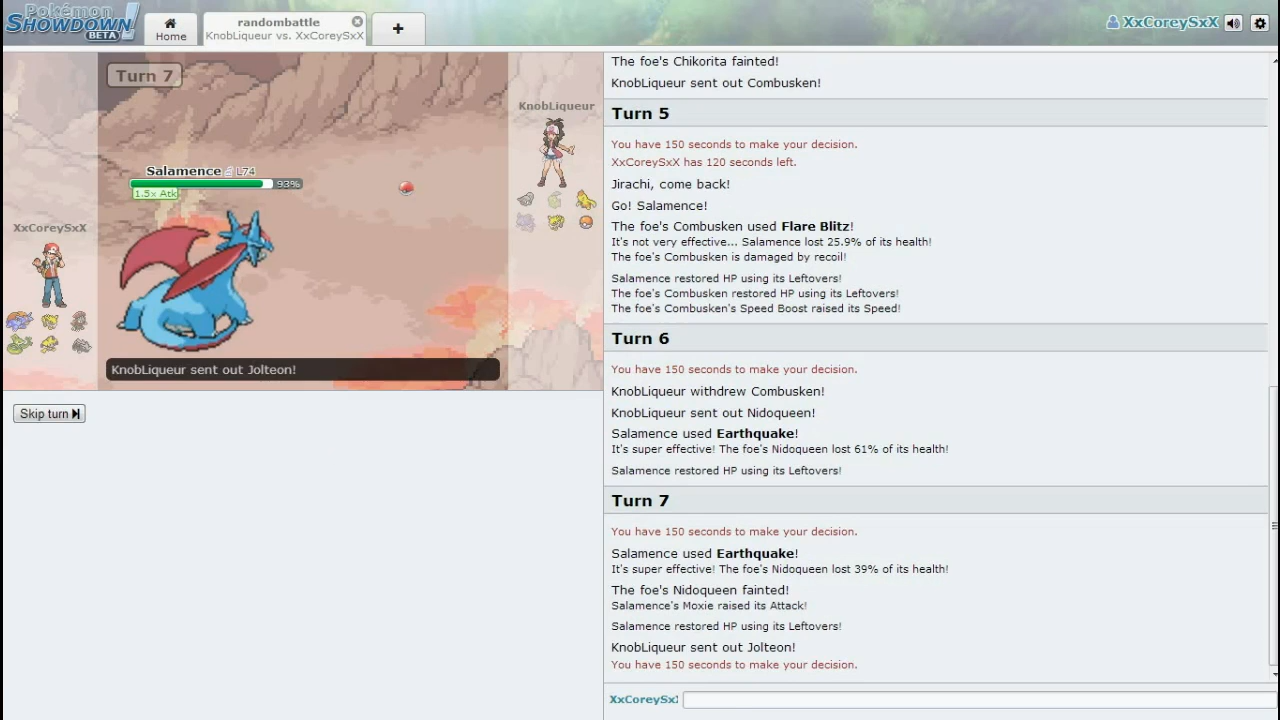 Pokémon
SHOWDOWN!
BETA
Home
randombattle
KnobLiqueur vs. XxCoreySxX
+
XxCoreySxX
Turn 7
KnobLiqueur
Salamence L74
93%
1.5x Atk
XxCoreySxX
KnobLiqueur sent out Jolteon!
Skip turn
The foe's Chikorita fainted!
KnobLiqueur sent out Combusken!
Turn 5
You have 150 seconds to make your decision.
XxCoreySxX has 120 seconds left.
Jirachi, come back!
Go! Salamence!
The foe's Combusken used Flare Blitz!
It's not very effective... Salamence lost 25.9% of its health!
The foe's Combusken is damaged by recoil!
Salamence restored HP using its Leftovers!
The foe's Combusken restored HP using its Leftovers!
The foe's Combusken's Speed Boost raised its Speed!
Turn 6
You have 150 seconds to make your decision.
KnobLiqueur withdrew Combusken!
KnobLiqueur sent out Nidoqueen!
Salamence used Earthquake!
It's super effective! The foe's Nidoqueen lost 61% of its health!
Salamence restored HP using its Leftovers!
Turn 7
You have 150 seconds to make your decision.
Salamence used Earthquake!
It's super effective! The foe's Nidoqueen lost 39% of its health!
The foe's Nidoqueen fainted!
Salamence's Moxie raised its Attack!
Salamence restored HP using its Leftovers!
KnobLiqueur sent out Jolteon!
You have 150 seconds to make your decision.
XxCoreySxX